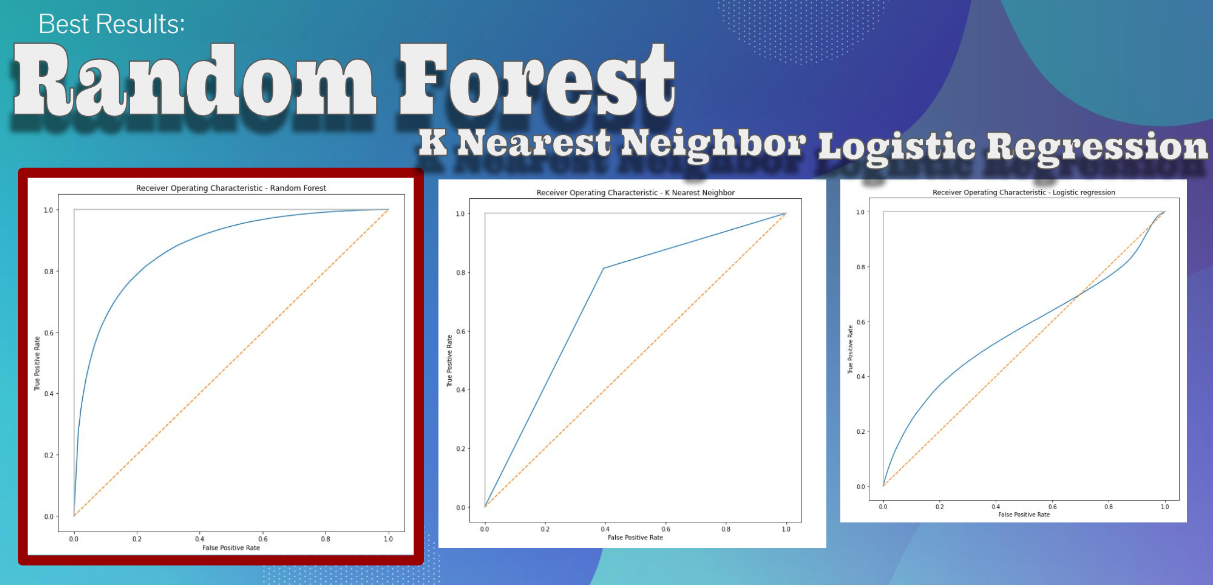 Best Results:
Random Forest
K Nearest Neighbor
Logistic Regression
Receiver Operating Characteristic - Random Forest
1.0
0.8
0.6
0.4
0.2
0.0
True Positive Rate
0.0 0.2 0.4 0.6 0.8 1.0
False Positive Rate
Receiver Operating Characteristic - K Nearest Neighbor
1.0
0.8
0.6
0.4
0.2
0.0
True Positive Rate
0.0 0.2 0.4 0.6 0.8 1.0
False Positive Rate
Receiver Operating Characteristic - Logistic regression
1.0
0.8
0.6
0.4
0.2
0.0
True Positive Rate
0.0 0.2 0.4 0.6 0.8 1.0
False Positive Rate